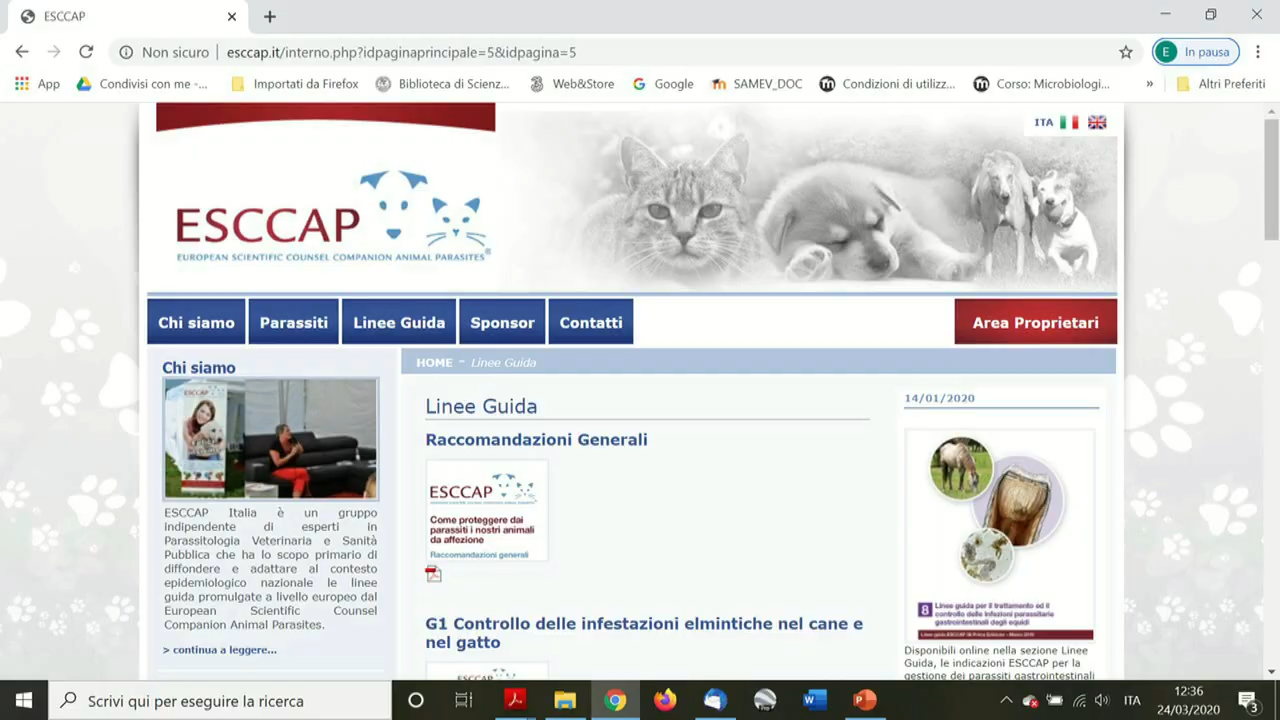 ESCCAP
Non sicuro
esccap.it/interno.php?idpaginaprincipale=5&idpagina=5
E
In pausa
App
Condivisi con me -...
Importati da Firefox
Biblioteca di Scienz...
Web&Store
Google
SAMEV_DOC
Condizioni di utilizz...
Corso: Microbiologi...
»
Altri Preferiti
ITA
ESCCAP
EUROPEAN SCIENTIFIC COUNSEL COMPANION ANIMAL PARASITES®
Chi siamo
Parassiti
Linee Guida
Sponsor
Contatti
Area Proprietari
Chi siamo
ESCCAP Italia è un gruppo
indipendente di esperti in
Parassitologia Veterinaria e Sanità
Pubblica che ha lo scopo primario di
diffondere e adattare al contesto
epidemiologico nazionale le linee
guida promulgate a livello europeo dal
European Scientific Counsel
Companion Animal Parasites.
> continua a leggere...
HOME - Linee Guida
Linee Guida
Raccomandazioni Generali
ESCCAP
Come proteggere dai
parassiti i nostri animali
da affezione
Raccomandazioni generali
G1 Controllo delle infestazioni elmintiche nel cane e
nel gatto
ESCCAP
14/01/2020
8 Linee guida per il trattamento ed il
controllo delle infezioni parassitarie
gastrointestinali degli equidi
Disponibili online nella sezione Linee
Guida, le indicazioni ESCCAP per la
gestione dei parassiti gastrointestinali
Scrivi qui per eseguire la ricerca
ITA
12:36
24/03/2020
3